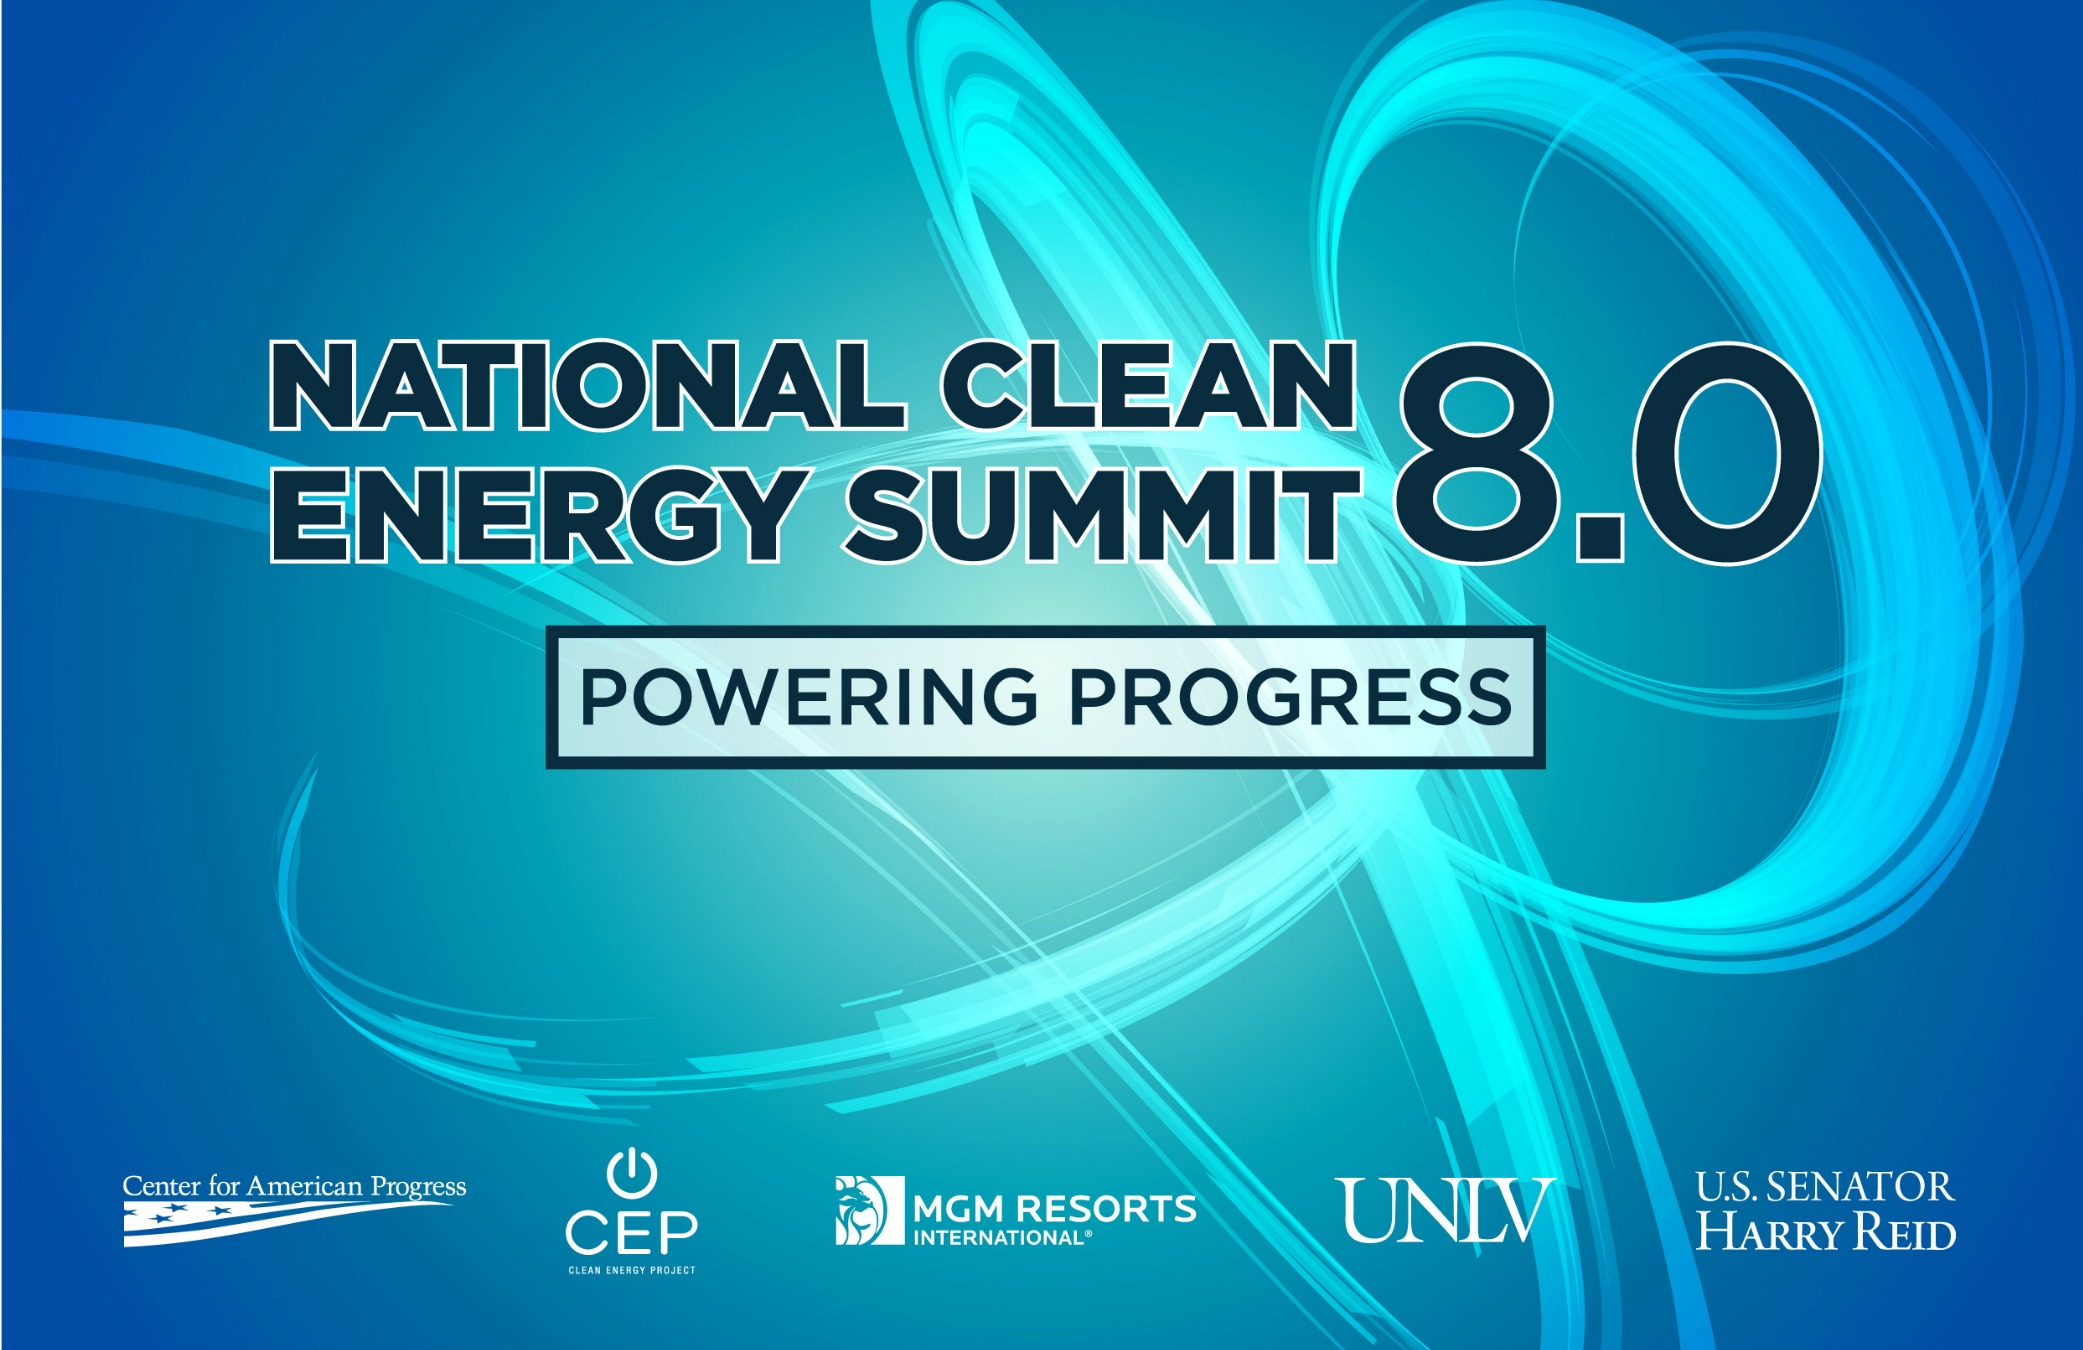 NATIONAL CLEAN
ENERGY SUMMIT 8.0
POWERING PROGRESS
Center for American Progress
CEP
CLEAN ENERGY PROJECT
MGM RESORTS
INTERNATIONAL®
UNLV
U.S. SENATOR
HARRY REID